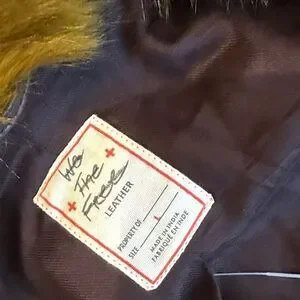 We
The
Free
LEATHER
PROPERTY OF
SIZE L
MADE IN INDIA
FABRIQUÉ EN INDE